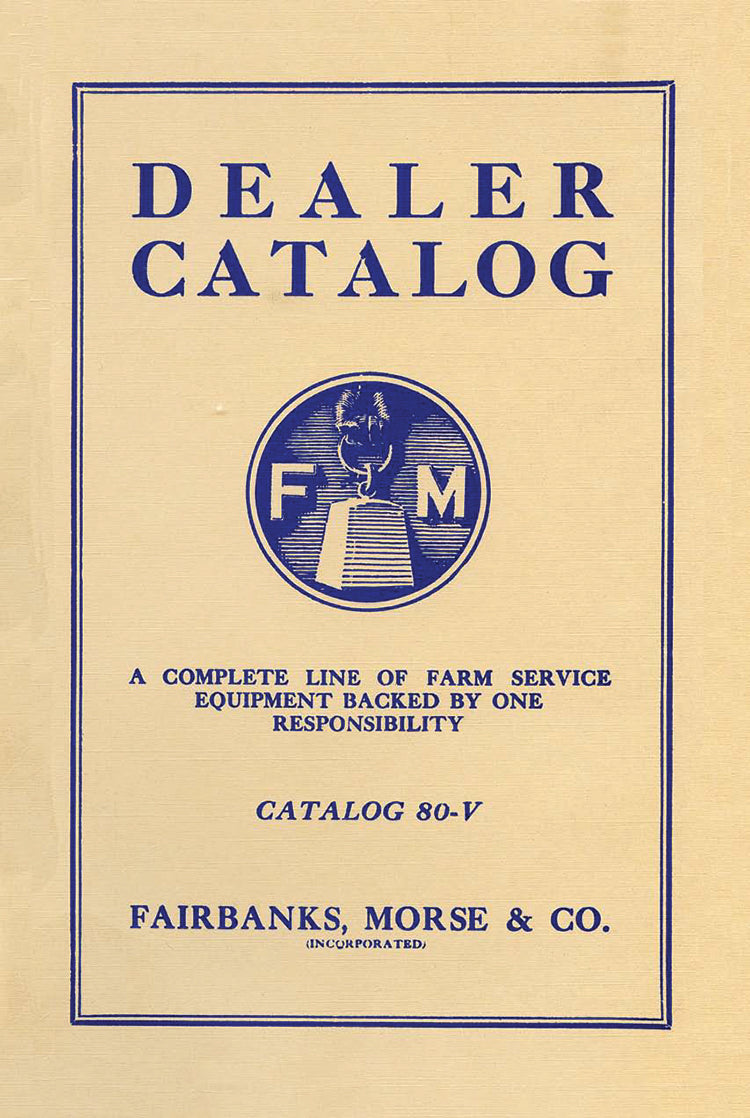 DEALER
CATALOG
F M
A COMPLETE LINE OF FARM SERVICE
EQUIPMENT BACKED BY ONE
RESPONSIBILITY
CATALOG 80-V
FAIRBANKS, MORSE & CO.
(INCORPORATED)